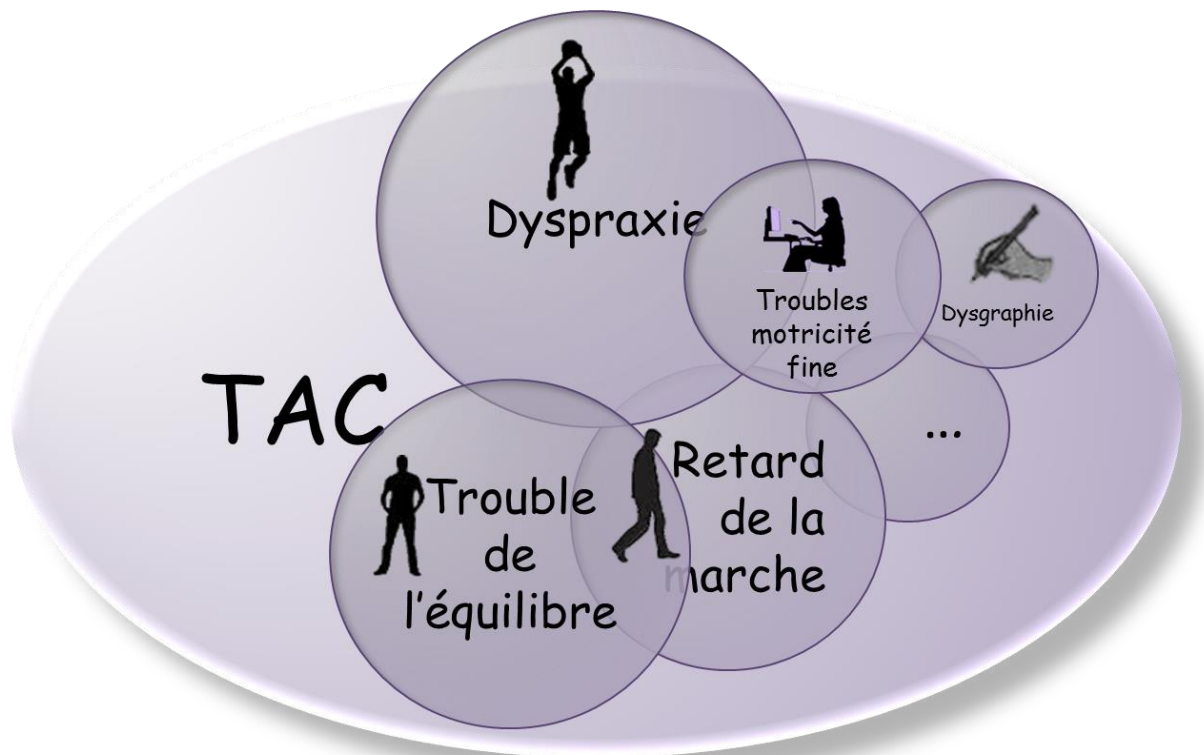 Dyspraxie
Troubles
motricité
fine
Dysgraphie
TAC
...
Retard
de la
marche
Trouble
de
l'équilibre